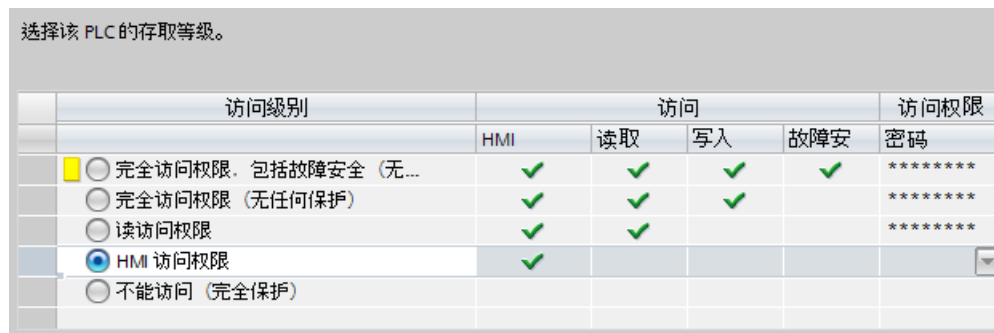 选择该 PLC 的存取等级。
访问级别 访问 访问权限
HMI 读取 写入 故障安 密码
完全访问权限，包括故障安全（无... ********
完全访问权限（无任何保护） ********
读访问权限 ********
HMI 访问权限
不能访问（完全保护）